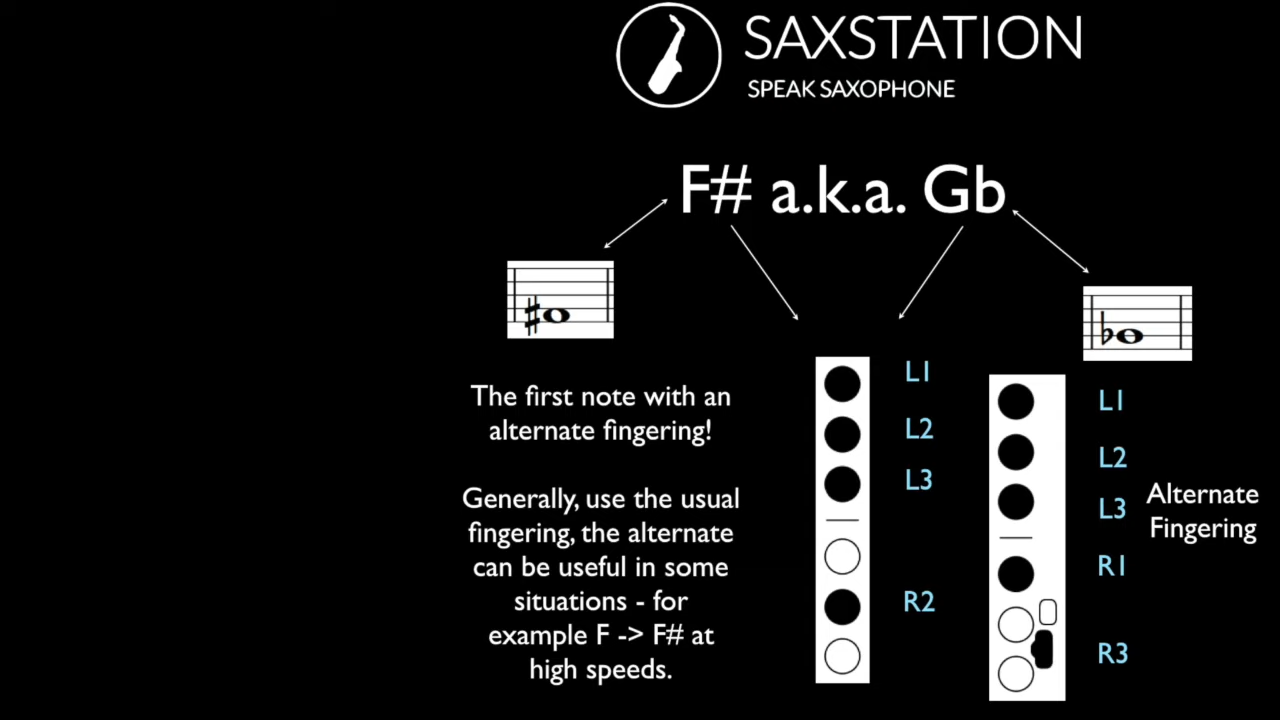 SAXSTATION
SPEAK SAXOPHONE
F# a.k.a. Gb
The first note with an
alternate fingering!
Generally, use the usual
fingering, the alternate
can be useful in some
situations - for
example F -> F# at
high speeds.
L1
L2
L3
R2
L1
L2
L3
R1
R3
Alternate
Fingering